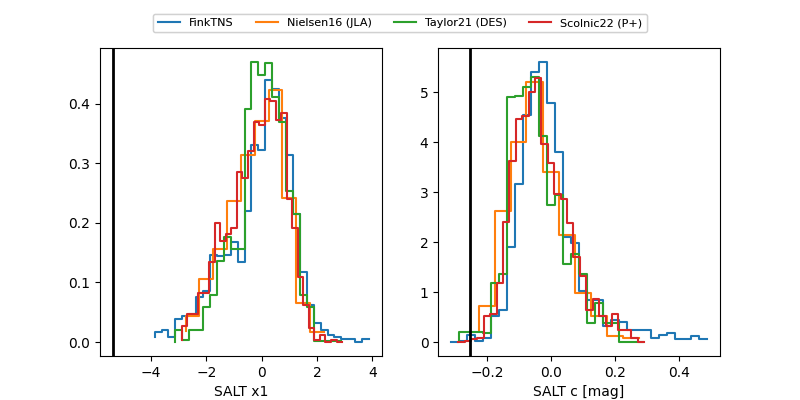 FinkTNS Nielsen16 (JLA) Taylor21 (DES) Scolnic22 (P+)
0.4
0.3
0.2
0.1
0.0
−4 −2 0 2 4
SALT x1
5
4
3
2
1
0
−0.2 0.0 0.2 0.4
SALT c [mag]